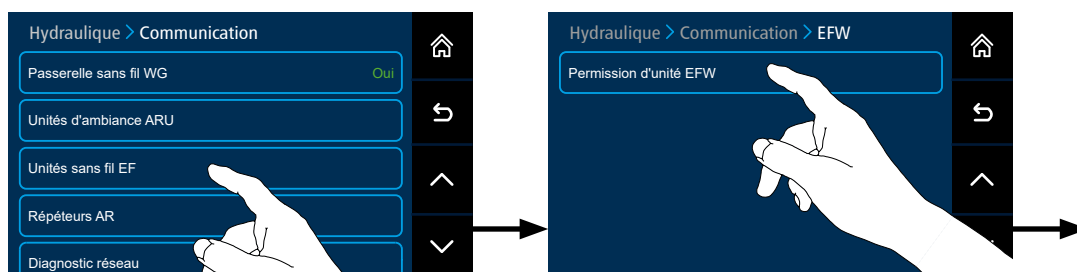 Hydraulique > Communication
Passerelle sans fil WG Oui
Unités d'ambiance ARU
Unités sans fil EF
Répéteurs AR
Diagnostic réseau
Hydraulique > Communication > EFW
Permission d'unité EFW